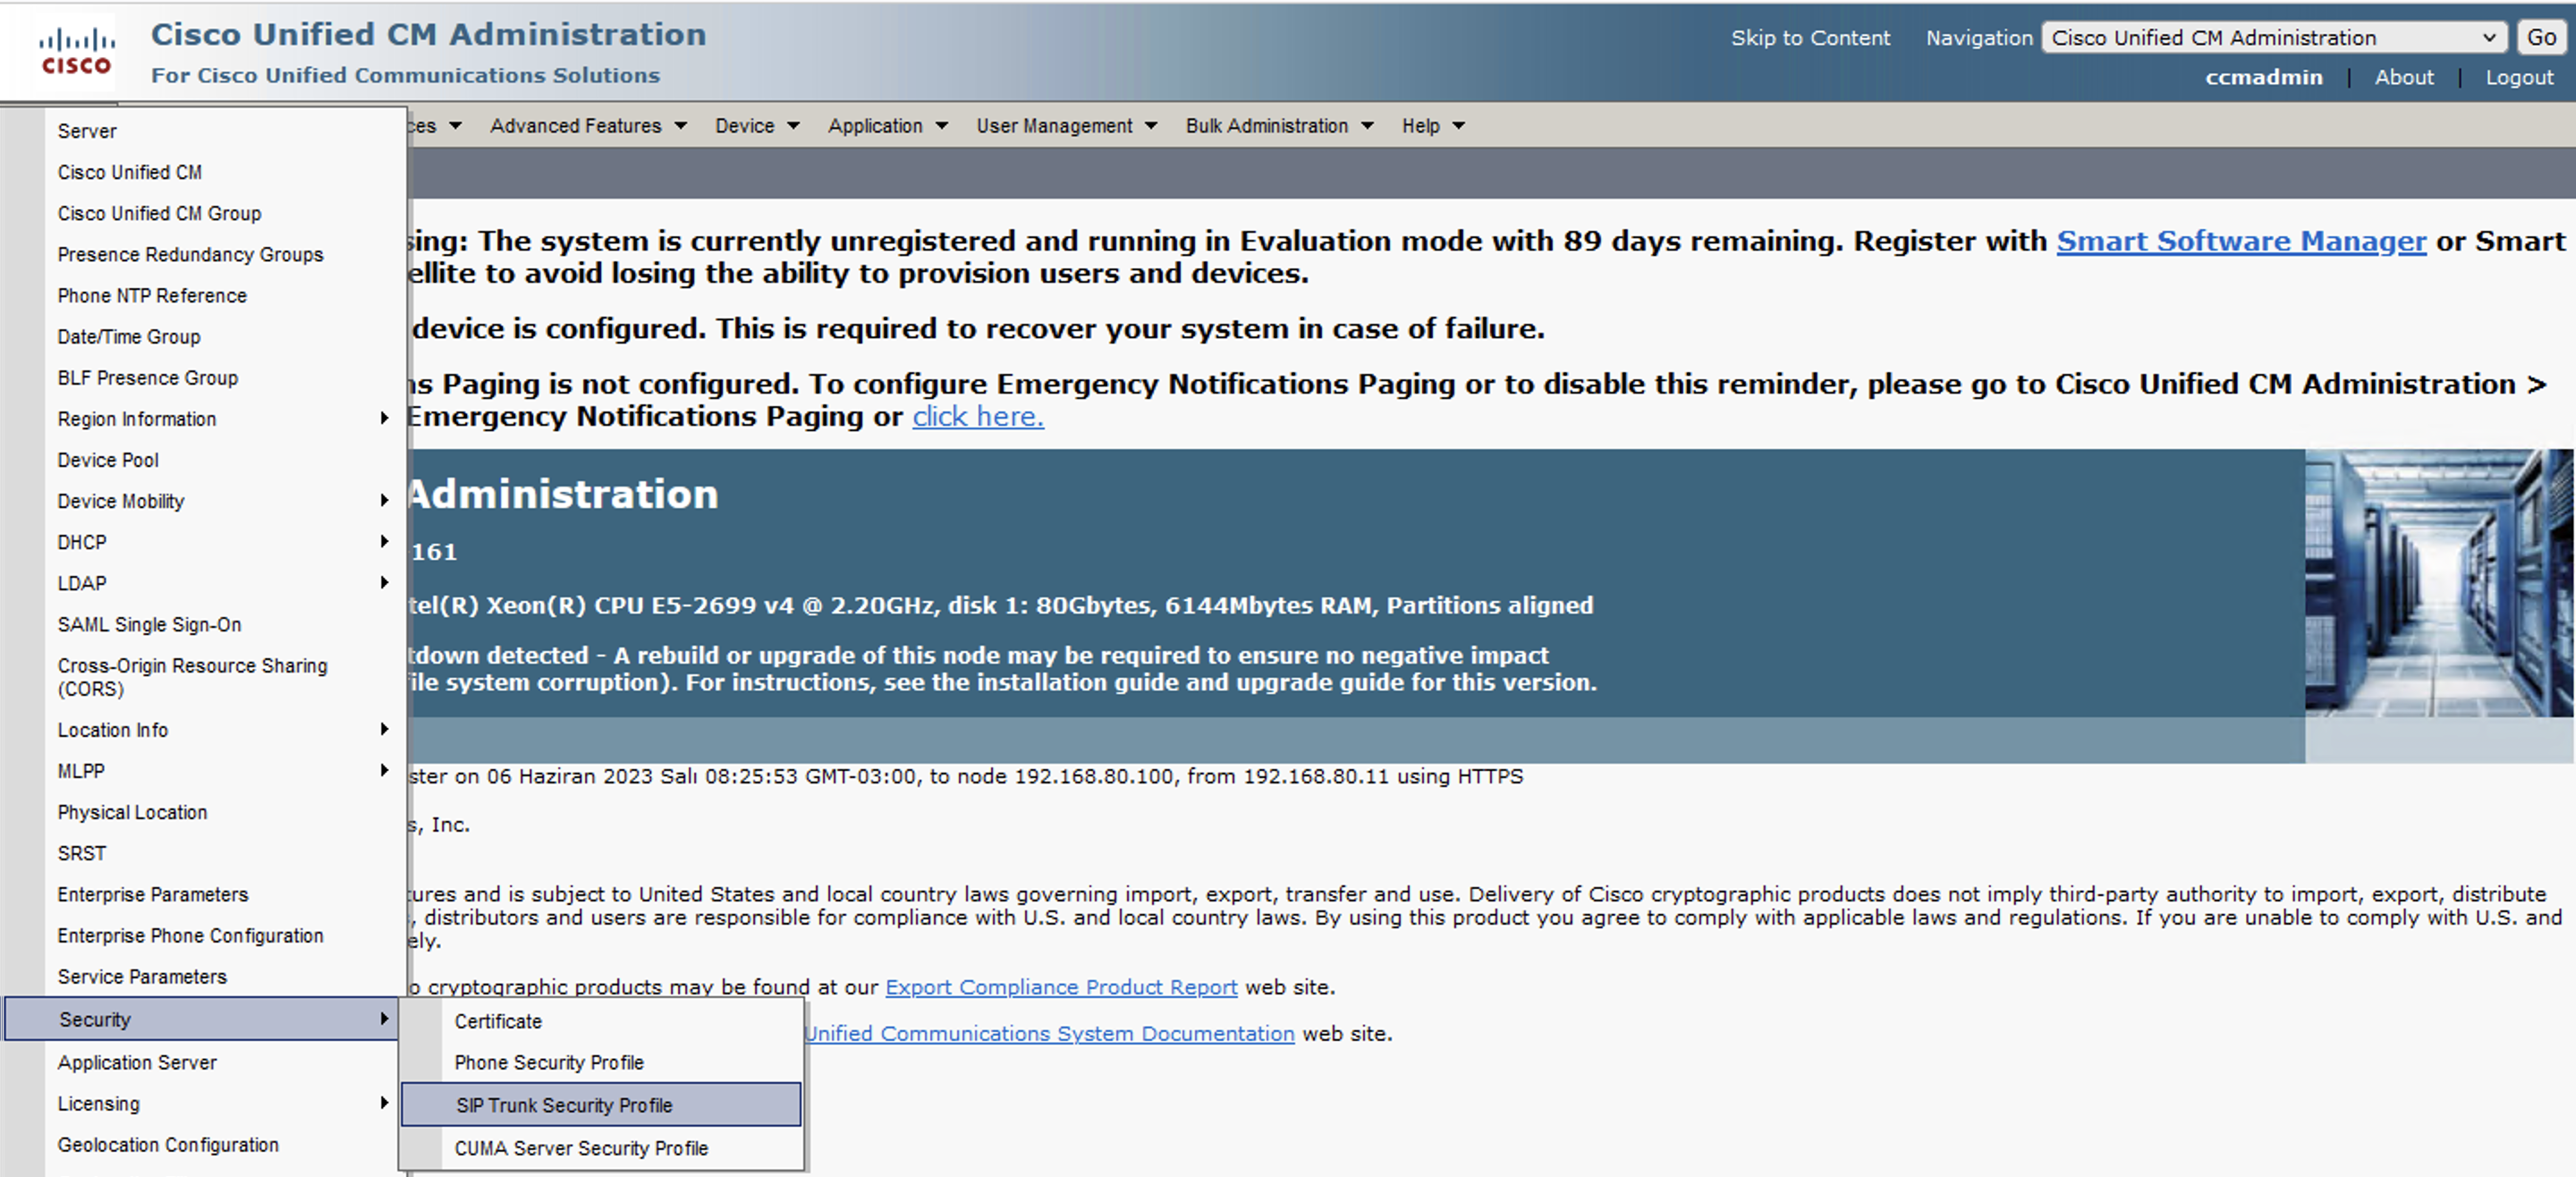 CISCO
Cisco Unified CM Administration
For Cisco Unified Communications Solutions
Skip to Content
Navigation Cisco Unified CM Administration Go
ccmadmin | About | Logout
Advanced Features Device Application User Management Bulk Administration Help
Server
Cisco Unified CM
Cisco Unified CM Group
Presence Redundancy Groups
Phone NTP Reference
Date/Time Group
BLF Presence Group
Region Information
Device Pool
Device Mobility
DHCP
LDAP
SAML Single Sign-On
Cross-Origin Resource Sharing
(CORS)
Location Info
MLPP
Physical Location
SRST
Enterprise Parameters
Enterprise Phone Configuration
Service Parameters
Security
Application Server
Licensing
Geolocation Configuration
Certificate
Phone Security Profile
SIP Trunk Security Profile
CUMA Server Security Profile
sing: The system is currently unregistered and running in Evaluation mode with 89 days remaining. Register with Smart Software Manager or Smart
ellite to avoid losing the ability to provision users and devices.
device is configured. This is required to recover your system in case of failure.
ns Paging is not configured. To configure Emergency Notifications Paging or to disable this reminder, please go to Cisco Unified CM Administration >
Emergency Notifications Paging or click here.
Administration
161
tel(R) Xeon(R) CPU E5-2699 v4 @ 2.20GHz, disk 1: 80Gbytes, 6144Mbytes RAM, Partitions aligned
tdown detected - A rebuild or upgrade of this node may be required to ensure no negative impact
ile system corruption). For instructions, see the installation guide and upgrade guide for this version.
ster on 06 Haziran 2023 Salı 08:25:53 GMT-03:00, to node 192.168.80.100, from 192.168.80.11 using HTTPS
s, Inc.
tures and is subject to United States and local country laws governing import, export, transfer and use. Delivery of Cisco cryptographic products does not imply third-party authority to import, export, distribute
, distributors and users are responsible for compliance with U.S. and local country laws. By using this product you agree to comply with applicable laws and regulations. If you are unable to comply with U.S. and
ely.
o cryptographic products may be found at our Export Compliance Product Report web site.
Unified Communications System Documentation web site.